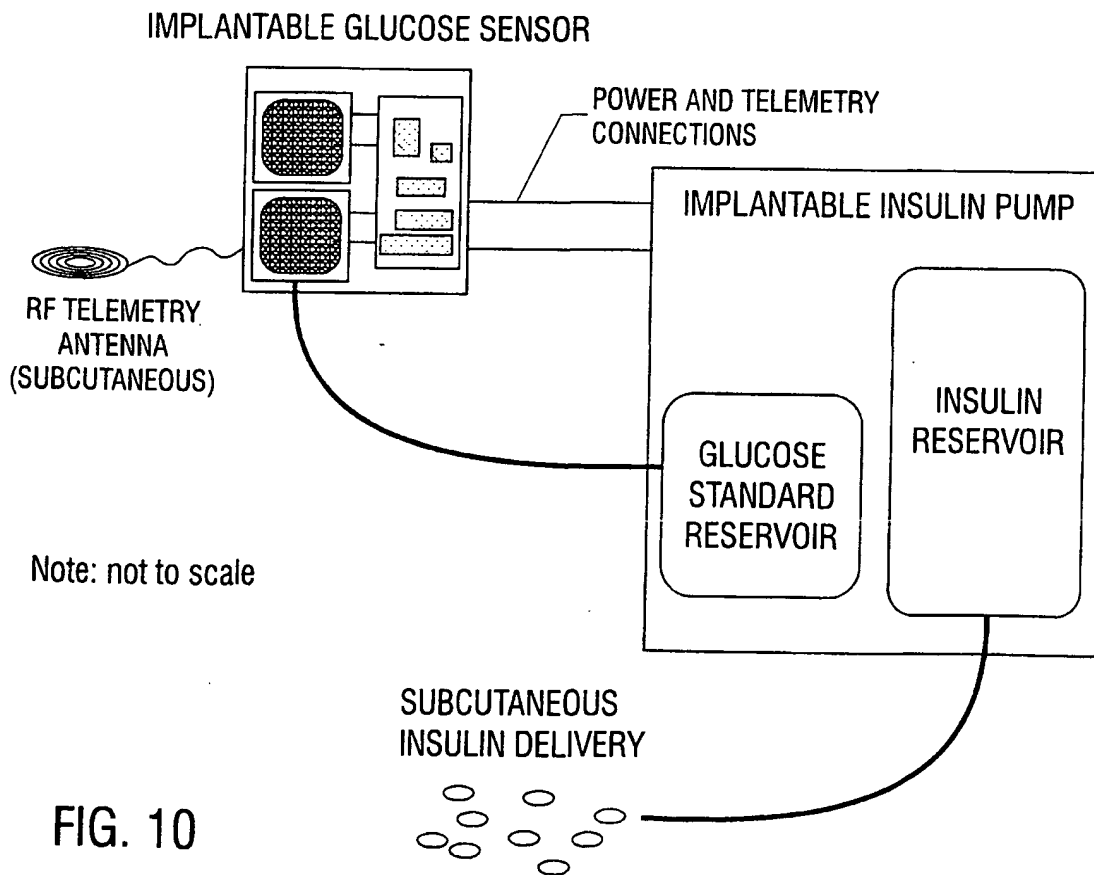 IMPLANTABLE GLUCOSE SENSOR
POWER AND TELEMETRY
CONNECTIONS
IMPLANTABLE INSULIN PUMP
RF TELEMETRY
ANTENNA
(SUBCUTANEOUS)
INSULIN
RESERVOIR
GLUCOSE
STANDARD
RESERVOIR
Note: not to scale
SUBCUTANEOUS
INSULIN DELIVERY
FIG. 10